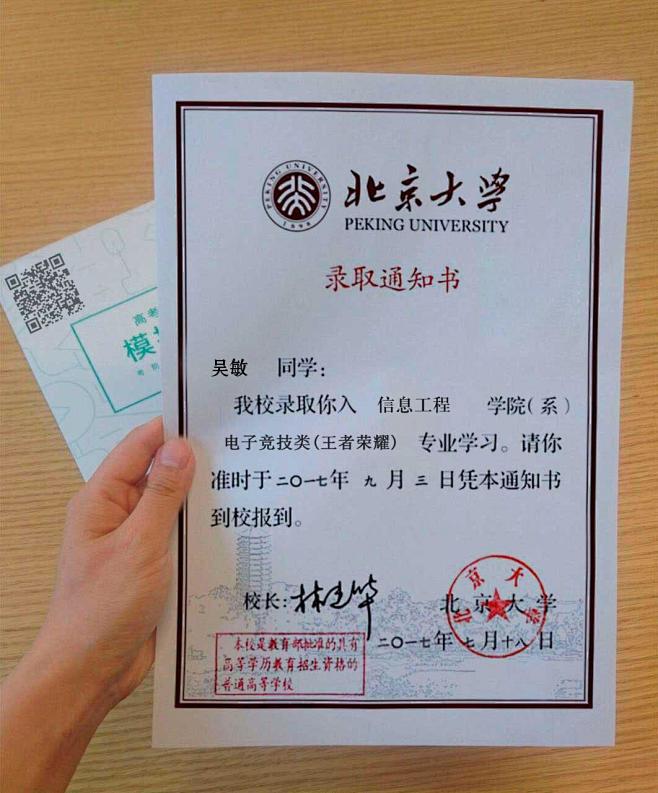 PEKING UNIVERSITY
1898
北京大学
PEKING UNIVERSITY
录取通知书
高考
吴敏 同学：
我校录取你入 信息工程 学院(系)
电子竞技类(王者荣耀) 专业学习。请你
准时于二〇一七年 九 月 三 日凭本通知书
到校报到。
校长：林建华
北京大学
北京大学
二〇一七年七月十八日
本校是教育部批准的具有
高等学历教育招生资格的
普通高等学校